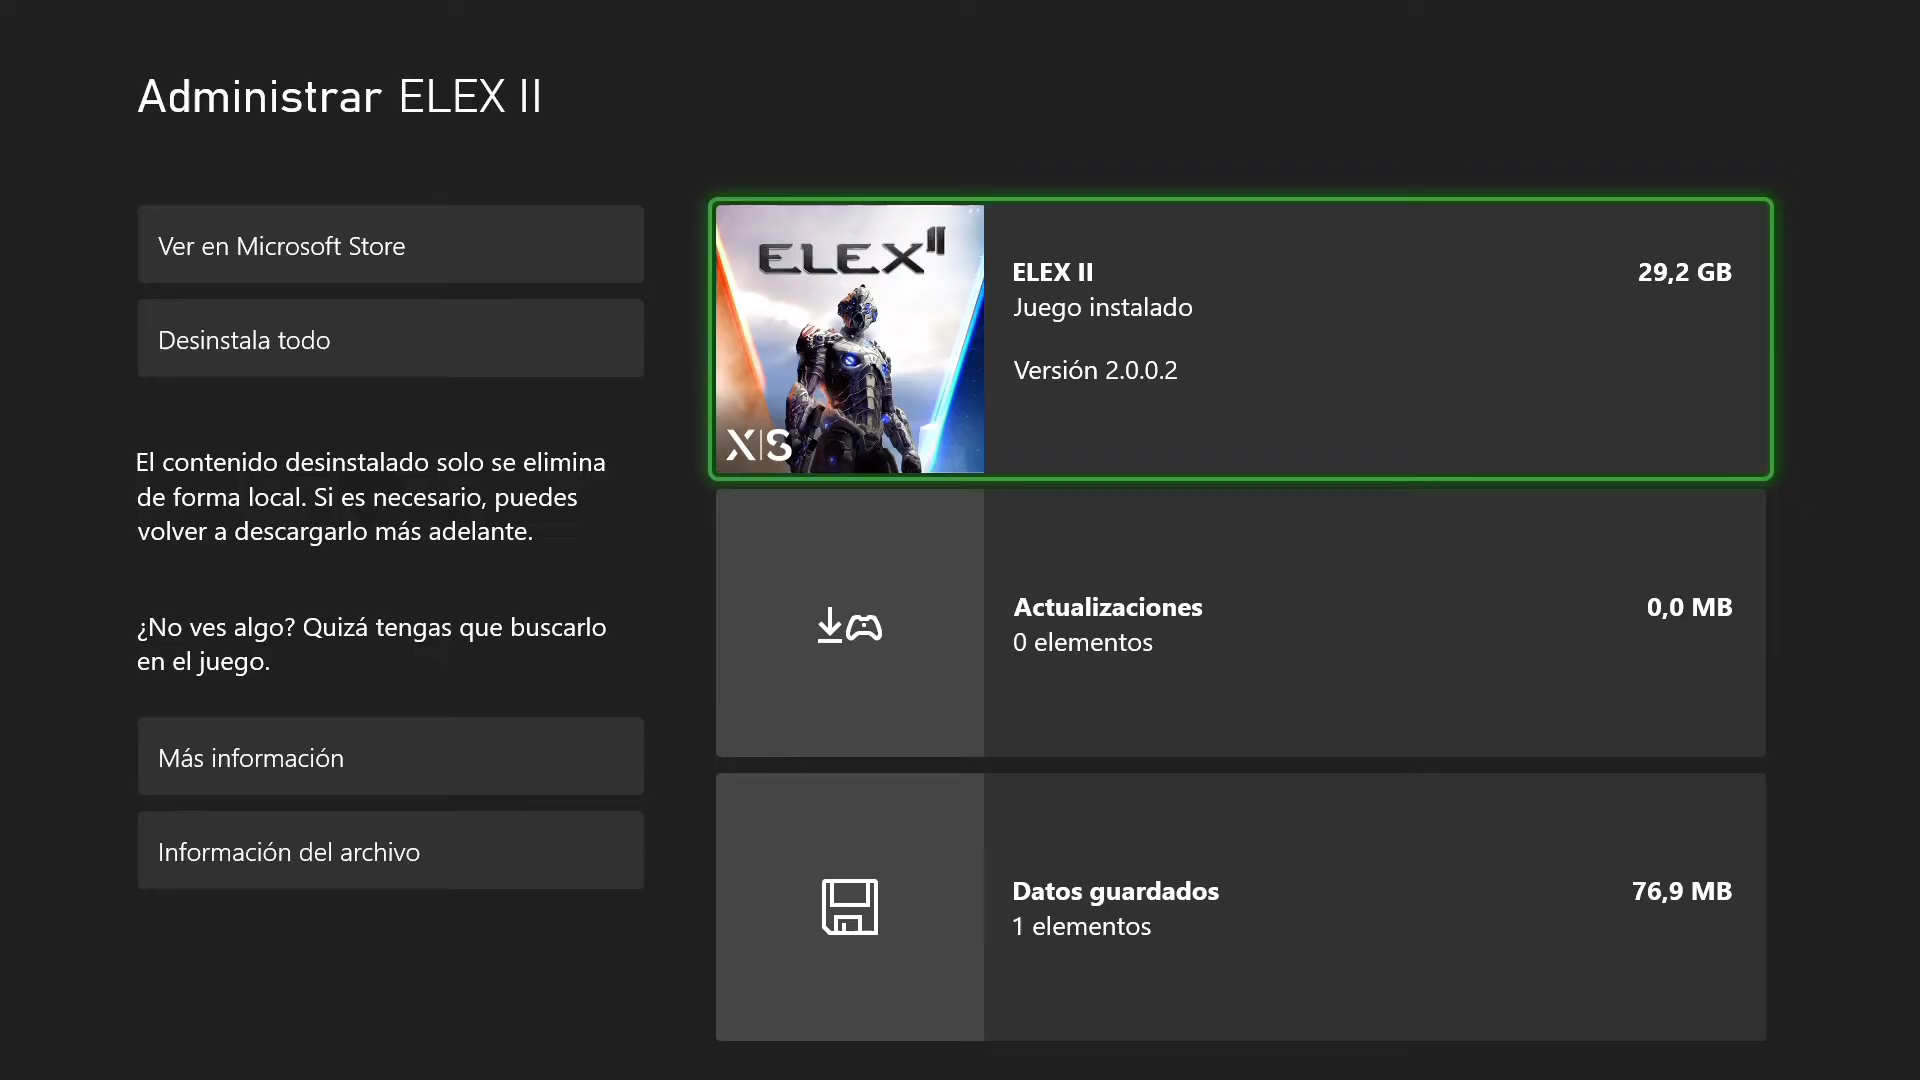 Administrar ELEX II
Ver en Microsoft Store
Desinstala todo
El contenido desinstalado solo se elimina
de forma local. Si es necesario, puedes
volver a descargarlo más adelante.
¿No ves algo? Quizá tengas que buscarlo
en el juego.
Más información
Información del archivo
ELEX II
X|S
ELEX II 29,2 GB
Juego instalado
Versión 2.0.0.2
Actualizaciones 0,0 MB
0 elementos
Datos guardados 76,9 MB
1 elementos